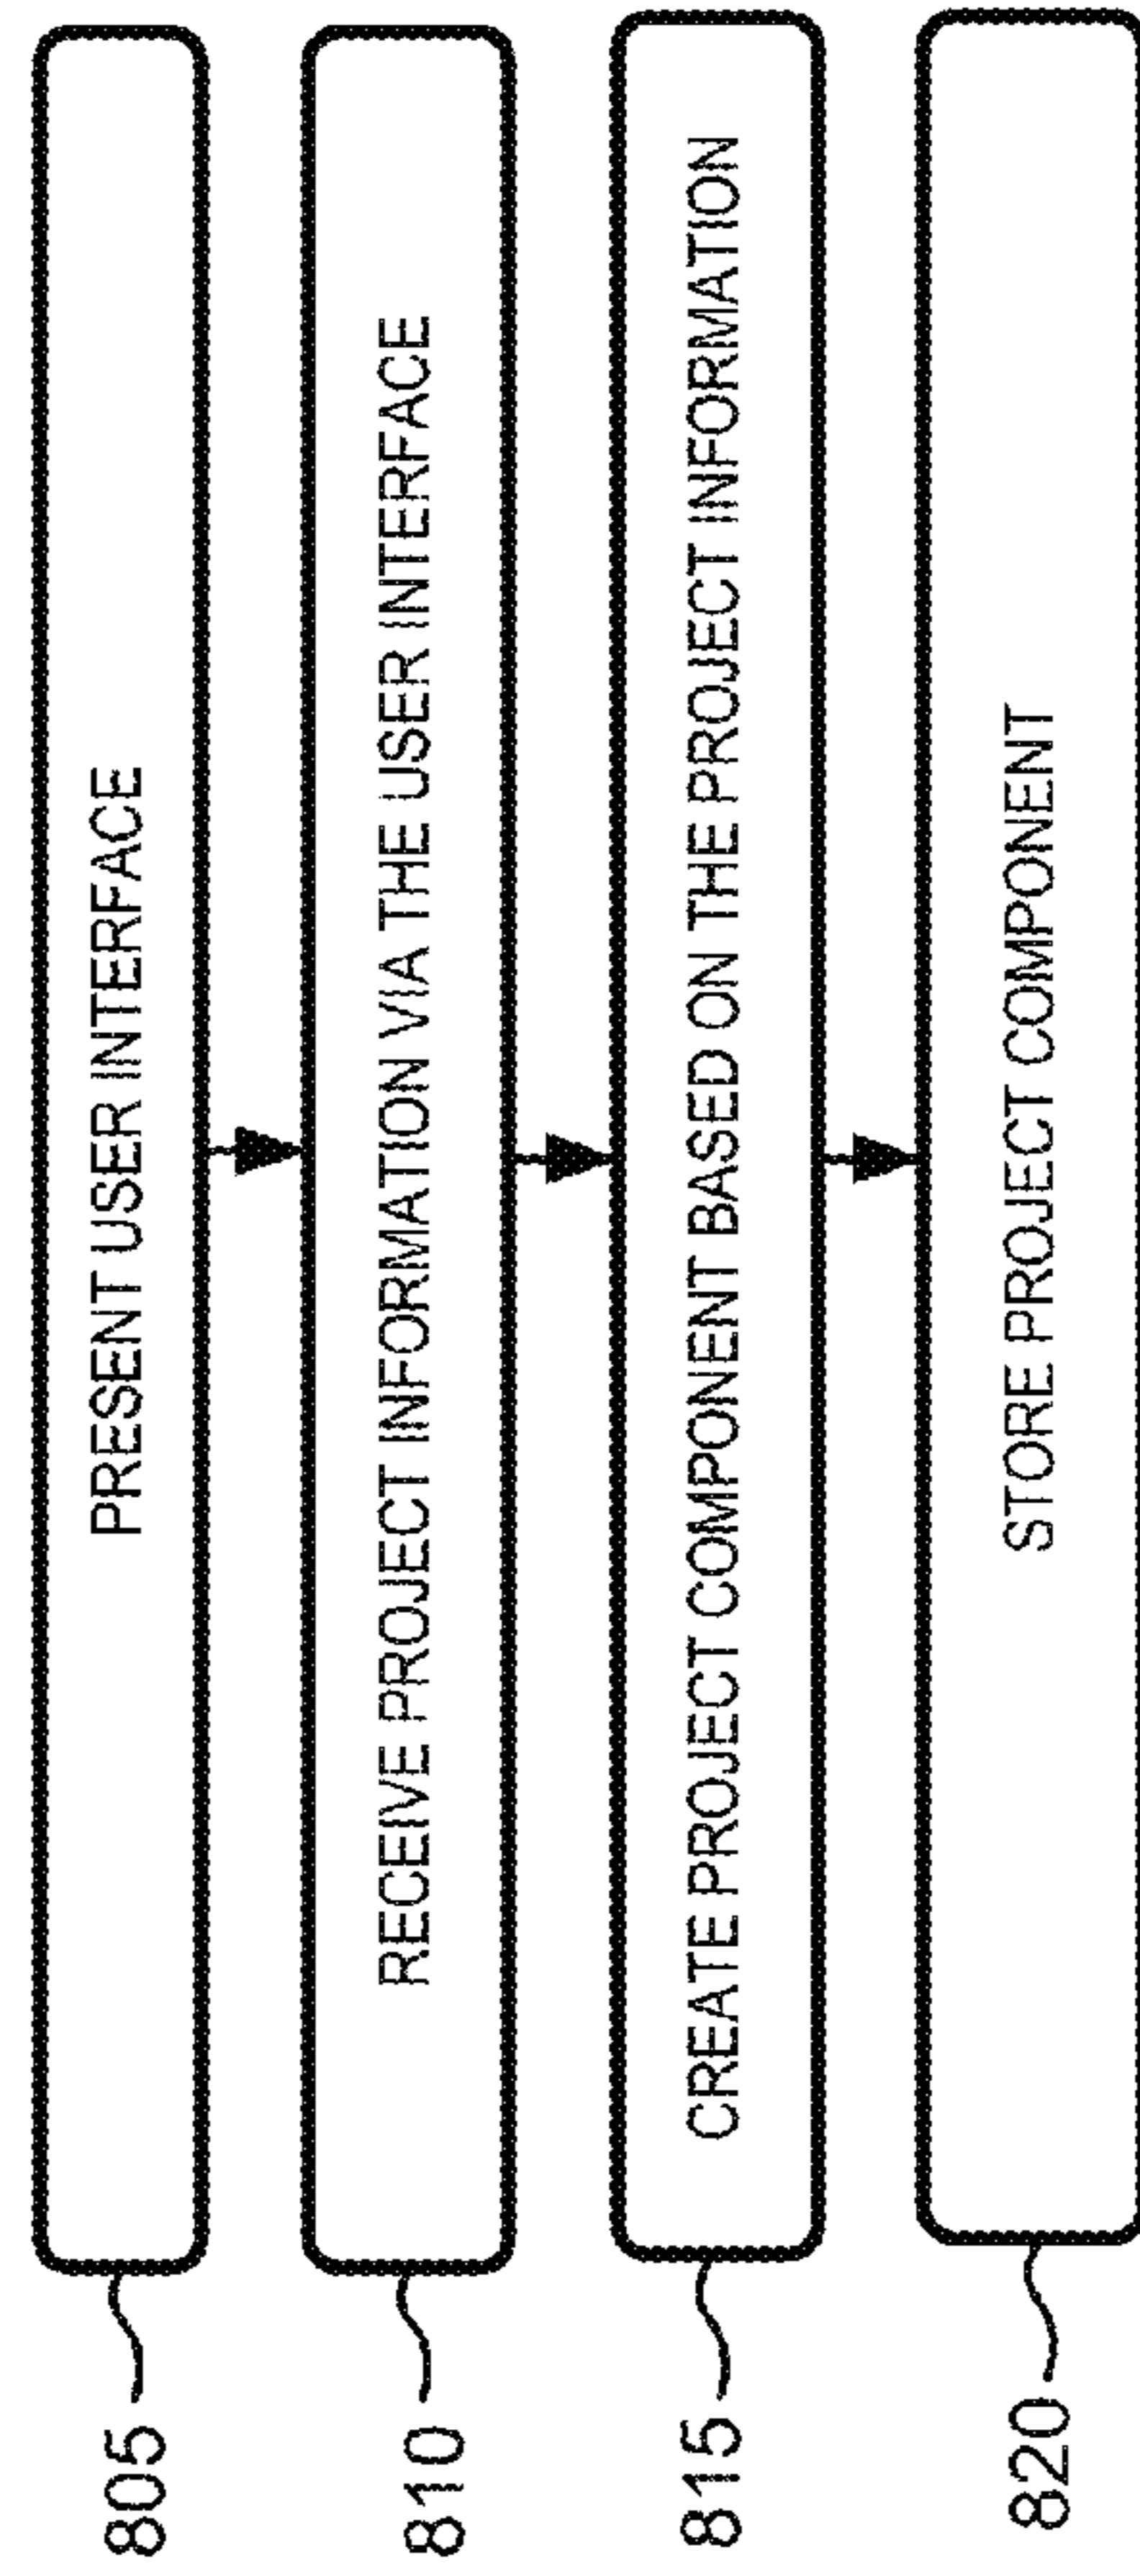 805
PRESENT USER INTERFACE
810
RECEIVE PROJECT INFORMATION VIA THE USER INTERFACE
815
CREATE PROJECT COMPONENT BASED ON THE PROJECT INFORMATION
820
STORE PROJECT COMPONENT